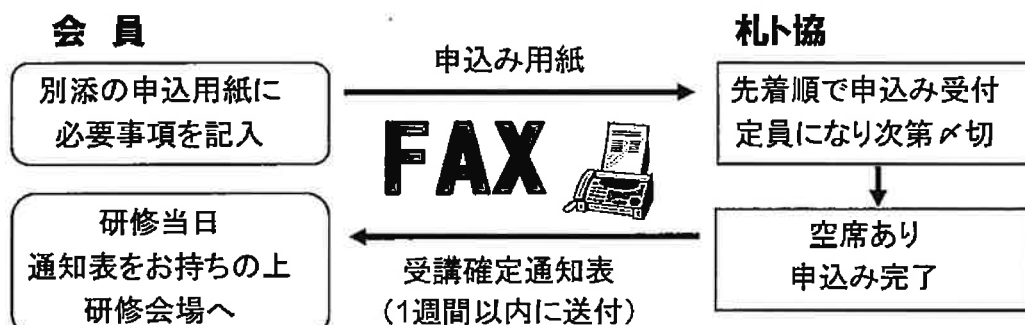 会 員
札ト協
別添の申込用紙に
必要事項を記入
申込み用紙
先着順で申込み受付
定員になり次第〆切
FAX
研修当日
通知表をお持ちの上
研修会場へ
受講確定通知表
(1週間以内に送付)
空席あり
申込み完了